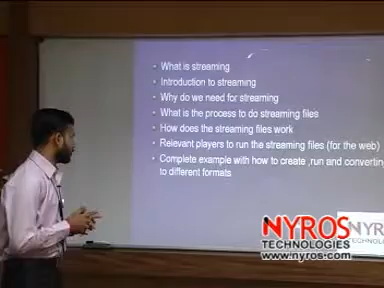 What is streaming
Introduction to streaming
Why do we need for streaming
What is the process to do streaming files
How does the streaming files work
Relevant players to run the streaming files (for the web)
Complete example with how to create ,run and converting
to different formats
NYROS
TECHNOLOGIES
www.nyros.com
NYR
TECHNOLOG